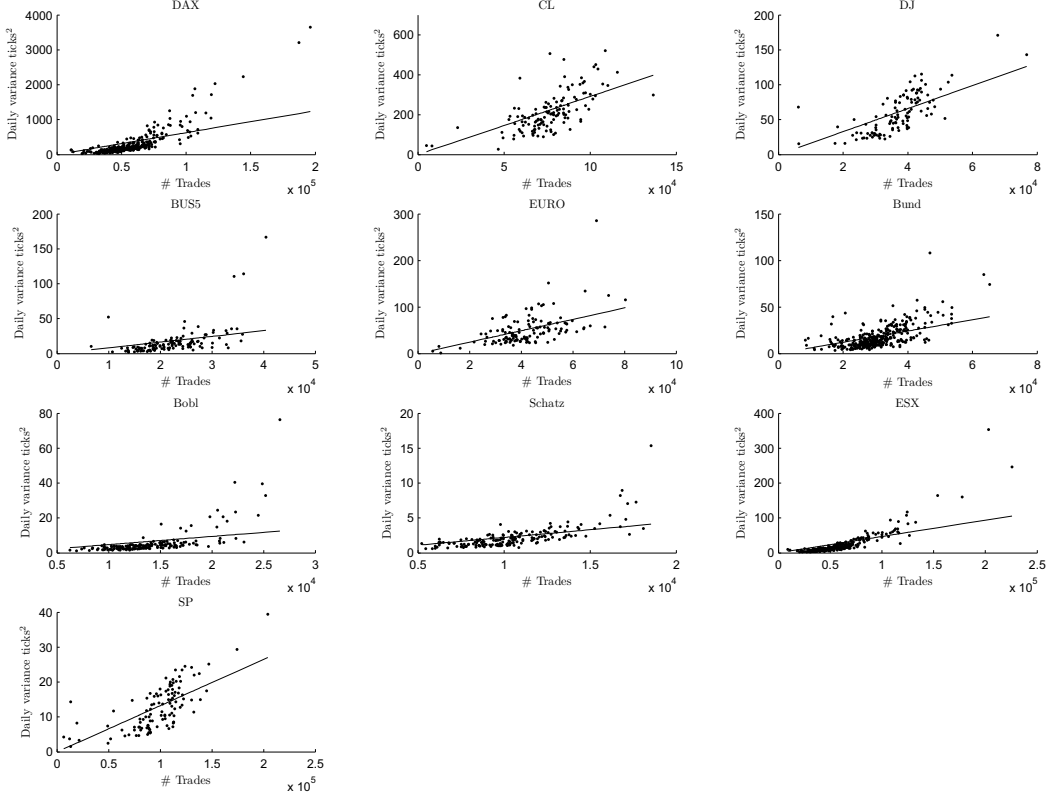 DAX
4000
3000
2000
1000
0
Daily variance ticks²
0 0.5 1 1.5 2
# Trades
x 10⁵
CL
600
400
200
0
Daily variance ticks²
0 5 10 15
# Trades
x 10⁴
DJ
200
150
100
50
0
Daily variance ticks²
0 2 4 6 8
# Trades
x 10⁴
BUS5
200
150
100
50
0
Daily variance ticks²
0 1 2 3 4 5
# Trades
x 10⁴
EURO
300
200
100
0
Daily variance ticks²
0 2 4 6 8 10
# Trades
x 10⁴
Bund
150
100
50
0
Daily variance ticks²
0 2 4 6 8
# Trades
x 10⁴
Bobl
80
60
40
20
0
Daily variance ticks²
0.5 1 1.5 2 2.5 3
# Trades
x 10⁴
Schatz
20
15
10
5
0
Daily variance ticks²
0.5 1 1.5 2
# Trades
x 10⁴
ESX
400
300
200
100
0
Daily variance ticks²
0 0.5 1 1.5 2 2.5
# Trades
x 10⁵
SP
40
30
20
10
0
Daily variance ticks²
0 0.5 1 1.5 2 2.5
# Trades
x 10⁵